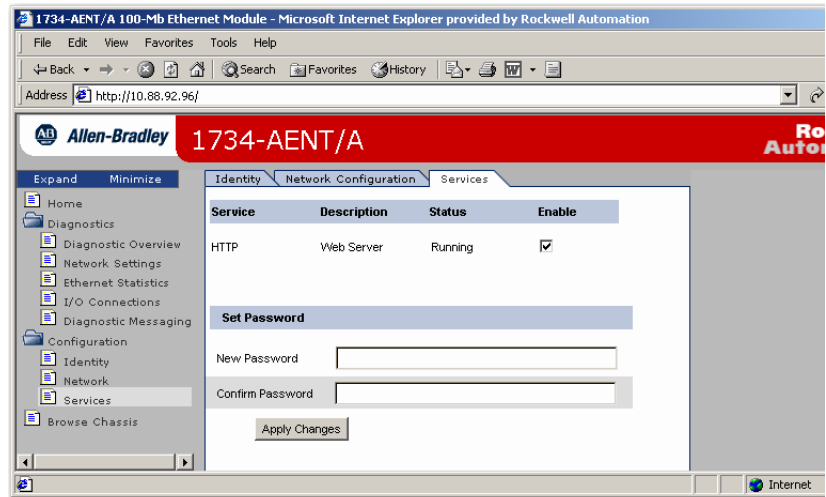 1734-AENT/A 100-Mb Ethernet Module - Microsoft Internet Explorer provided by Rockwell Automation
File Edit View Favorites Tools Help
Back Search Favorites History
Address http://10.88.92.96/
AB Allen-Bradley 1734-AENT/A
Ro
Autor
Expand Minimize
Home
Diagnostics
Diagnostic Overview
Network Settings
Ethernet Statistics
I/O Connections
Diagnostic Messaging
Configuration
Identity
Network
Services
Browse Chassis
Identity Network Configuration Services
Service Description Status Enable
HTTP Web Server Running
Set Password
New Password
Confirm Password
Apply Changes
Internet